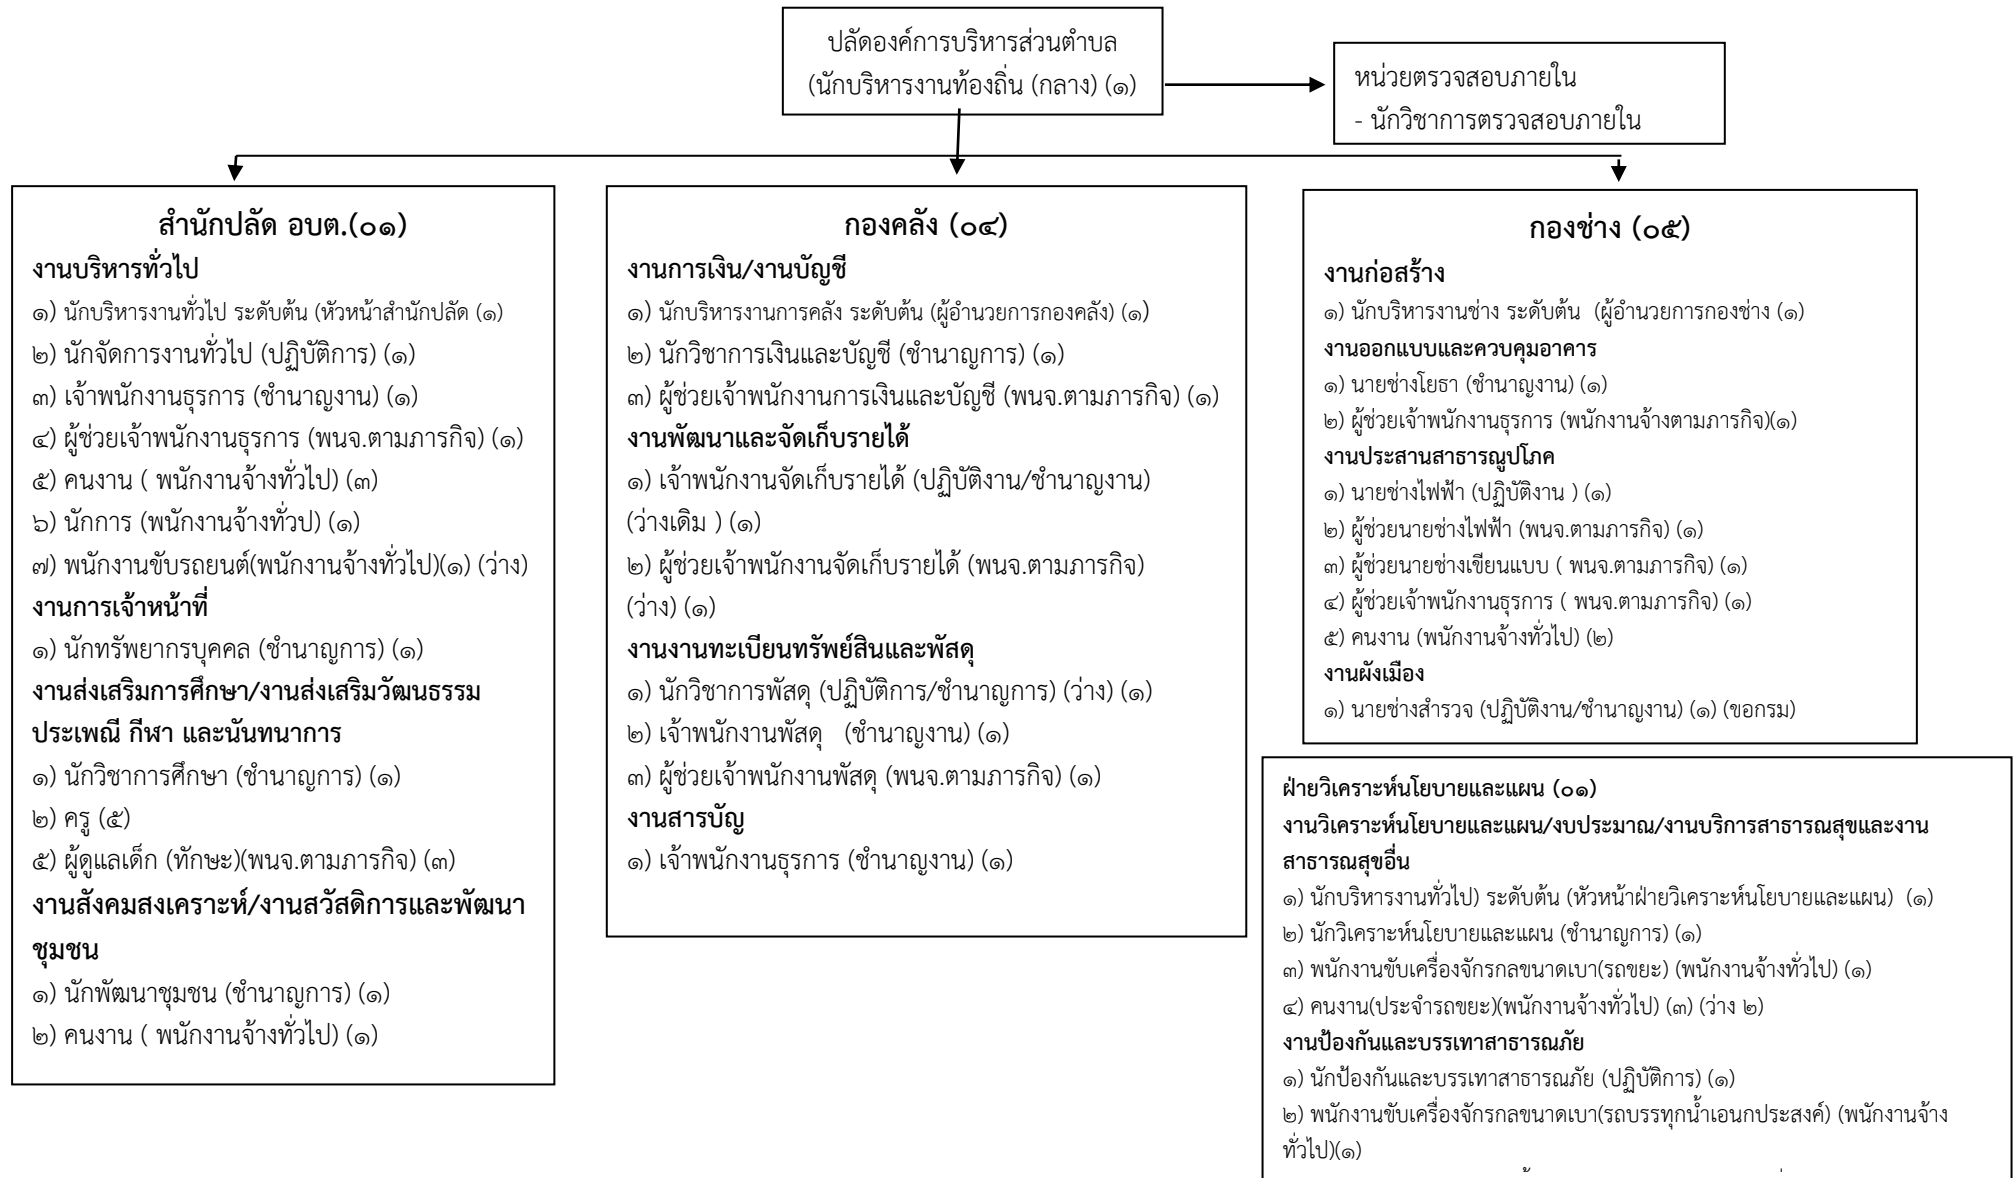 ปลัดองค์การบริหารส่วนตำบล
(นักบริหารงานท้องถิ่น (กลาง) (๑)
หน่วยตรวจสอบภายใน
- นักวิชาการตรวจสอบภายใน
สำนักปลัด อบต.(๐๑)
งานบริหารทั่วไป
๑) นักบริหารงานทั่วไป ระดับต้น (หัวหน้าสำนักปลัด (๑)
๒) นักจัดการงานทั่วไป (ปฏิบัติการ) (๑)
๓) เจ้าพนักงานธุรการ (ชำนาญงาน) (๑)
๔) ผู้ช่วยเจ้าพนักงานธุรการ (พนจ.ตามภารกิจ) (๑)
๕) คนงาน ( พนักงานจ้างทั่วไป) (๓)
๖) นักการ (พนักงานจ้างทั่วป) (๑)
๗) พนักงานขับรถยนต์(พนักงานจ้างทั่วไป)(๑) (ว่าง)
งานการเจ้าหน้าที่
๑) นักทรัพยากรบุคคล (ชำนาญการ) (๑)
งานส่งเสริมการศึกษา/งานส่งเสริมวัฒนธรรม
ประเพณี กีฬา และนันทนาการ
๑) นักวิชาการศึกษา (ชำนาญการ) (๑)
๒) ครู (๕)
๕) ผู้ดูแลเด็ก (ทักษะ)(พนจ.ตามภารกิจ) (๓)
งานสังคมสงเคราะห์/งานสวัสดิการและพัฒนา
ชุมชน
๑) นักพัฒนาชุมชน (ชำนาญการ) (๑)
๒) คนงาน ( พนักงานจ้างทั่วไป) (๑)
กองคลัง (๐๔)
งานการเงิน/งานบัญชี
๑) นักบริหารงานการคลัง ระดับต้น (ผู้อำนวยการกองคลัง) (๑)
๒) นักวิชาการเงินและบัญชี (ชำนาญการ) (๑)
๓) ผู้ช่วยเจ้าพนักงานการเงินและบัญชี (พนจ.ตามภารกิจ) (๑)
งานพัฒนาและจัดเก็บรายได้
๑) เจ้าพนักงานจัดเก็บรายได้ (ปฏิบัติงาน/ชำนาญงาน)
(ว่างเดิม ) (๑)
๒) ผู้ช่วยเจ้าพนักงานจัดเก็บรายได้ (พนจ.ตามภารกิจ)
(ว่าง) (๑)
งานงานทะเบียนทรัพย์สินและพัสดุ
๑) นักวิชาการพัสดุ (ปฏิบัติการ/ชำนาญการ) (ว่าง) (๑)
๒) เจ้าพนักงานพัสดุ (ชำนาญงาน) (๑)
๓) ผู้ช่วยเจ้าพนักงานพัสดุ (พนจ.ตามภารกิจ) (๑)
งานสารบัญ
๑) เจ้าพนักงานธุรการ (ชำนาญงาน) (๑)
กองช่าง (๐๕)
งานก่อสร้าง
๑) นักบริหารงานช่าง ระดับต้น (ผู้อำนวยการกองช่าง (๑)
งานออกแบบและควบคุมอาคาร
๑) นายช่างโยธา (ชำนาญงาน) (๑)
๒) ผู้ช่วยเจ้าพนักงานธุรการ (พนักงานจ้างตามภารกิจ)(๑)
งานประสานสาธารณูปโภค
๑) นายช่างไฟฟ้า (ปฏิบัติงาน ) (๑)
๒) ผู้ช่วยนายช่างไฟฟ้า (พนจ.ตามภารกิจ) (๑)
๓) ผู้ช่วยนายช่างเขียนแบบ ( พนจ.ตามภารกิจ) (๑)
๔) ผู้ช่วยเจ้าพนักงานธุรการ ( พนจ.ตามภารกิจ) (๑)
๕) คนงาน (พนักงานจ้างทั่วไป) (๒)
งานผังเมือง
๑) นายช่างสำรวจ (ปฏิบัติงาน/ชำนาญงาน) (๑) (ขอกรม)
ฝ่ายวิเคราะห์นโยบายและแผน (๐๑)
งานวิเคราะห์นโยบายและแผน/งบประมาณ/งานบริการสาธารณสุขและงาน
สาธารณสุขอื่น
๑) นักบริหารงานทั่วไป) ระดับต้น (หัวหน้าฝ่ายวิเคราะห์นโยบายและแผน) (๑)
๒) นักวิเคราะห์นโยบายและแผน (ชำนาญการ) (๑)
๓) พนักงานขับเครื่องจักรกลขนาดเบา(รถขยะ) (พนักงานจ้างทั่วไป) (๑)
๔) คนงาน(ประจำรถขยะ)(พนักงานจ้างทั่วไป) (๓) (ว่าง ๒)
งานป้องกันและบรรเทาสาธารณภัย
๑) นักป้องกันและบรรเทาสาธารณภัย (ปฏิบัติการ) (๑)
๒) พนักงานขับเครื่องจักรกลขนาดเบา(รถบรรทุกน้ำเอนกประสงค์) (พนักงานจ้าง
ทั่วไป)(๑)